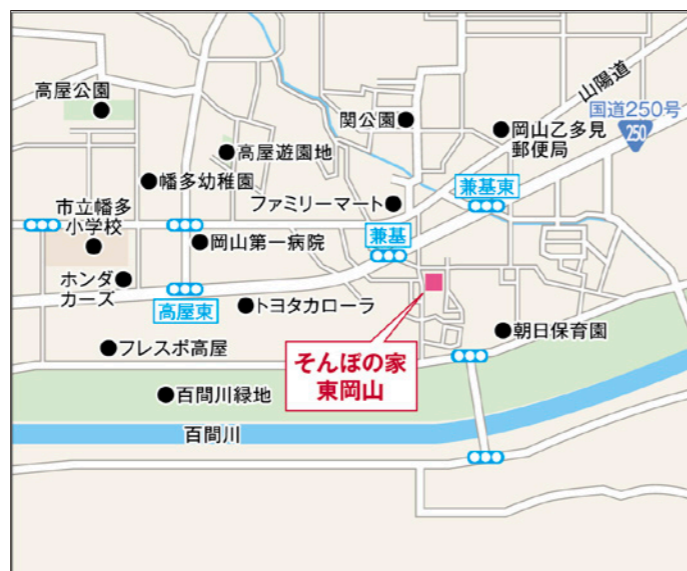 高屋公園
関公園
山陽道
国道250号
250
岡山乙多見
郵便局
高屋遊園地
幡多幼稚園
兼基東
ファミリーマート
市立幡多
小学校
岡山第一病院
兼基
ホンダ
カーズ
高屋東
トヨタカローラ
朝日保育園
フレスポ高屋
そんぽの家
東岡山
百間川緑地
百間川